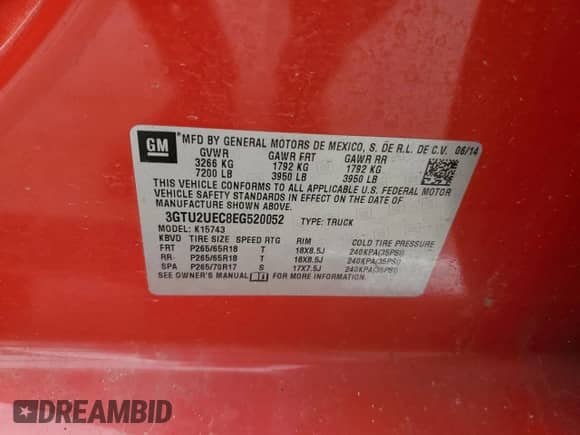 GM
*MFD BY GENERAL MOTORS DE MEXICO, S. DE R.L. DE C.V. 06/14
GVWR GAWR FRT GAWR RR
3266 KG 1792 KG 1792 KG
7200 LB 3950 LB 3950 LB
THIS VEHICLE CONFORMS TO ALL APPLICABLE U.S. FEDERAL MOTOR
VEHICLE SAFETY STANDARDS IN EFFECT ON THE DATE OF
MANUFACTURE SHOWN ABOVE.
3GTU2UEC8EG520052 TYPE: TRUCK
MODEL: K15743
KBVD TIRE SIZE SPEED RTG RIM COLD TIRE PRESSURE
FRT P265/65R18 T 18X8.5J 240KPA(35PSI)
RR P265/65R18 T 18X8.5J 240KPA(35PSI)
SPA P265/70R17 S 17X7.5J 240KPA(35PSI)
SEE OWNER'S MANUAL FOR MORE INFORMATION.
DREAMBID